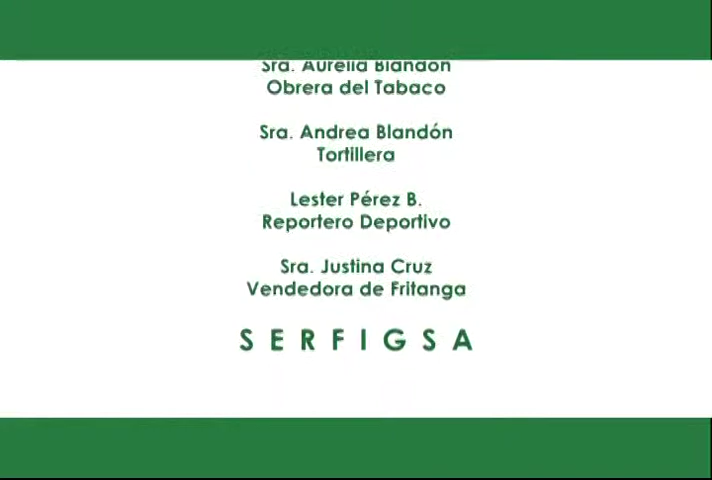 Sra. Aurelia Blandón
Obrera del Tabaco
Sra. Andrea Blandón
Tortillera
Lester Pérez B.
Reportero Deportivo
Sra. Justina Cruz
Vendedora de Fritanga
SERFIGSA